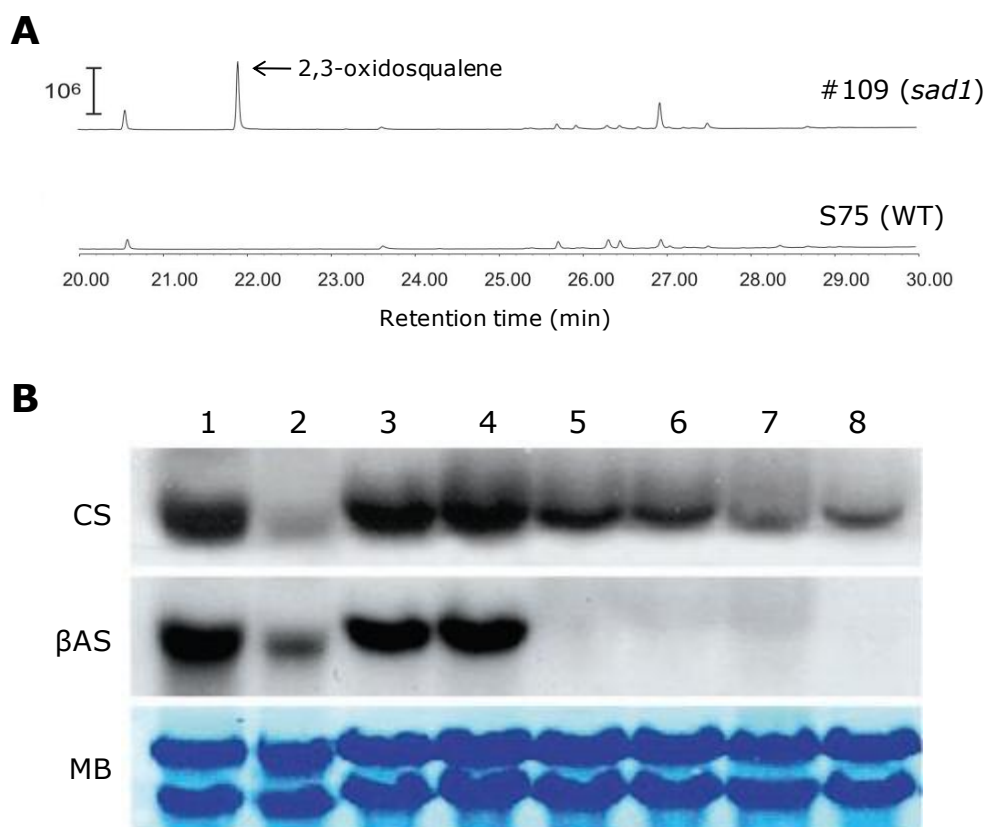 A
10⁶
2,3-oxidosqualene
#109 (sad1)
S75 (WT)
20.00 21.00 22.00 23.00 24.00 25.00 26.00 27.00 28.00 29.00 30.00
Retention time (min)
B
1 2 3 4 5 6 7 8
CS
βAS
MB